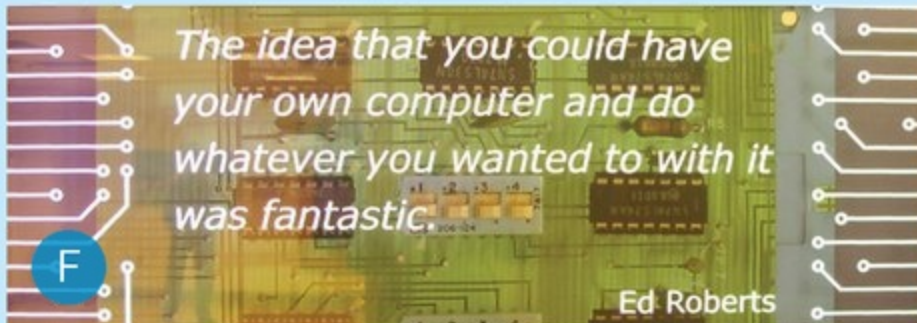 The idea that you could have
your own computer and do
whatever you wanted to with it
was fantastic.
F
Ed Roberts